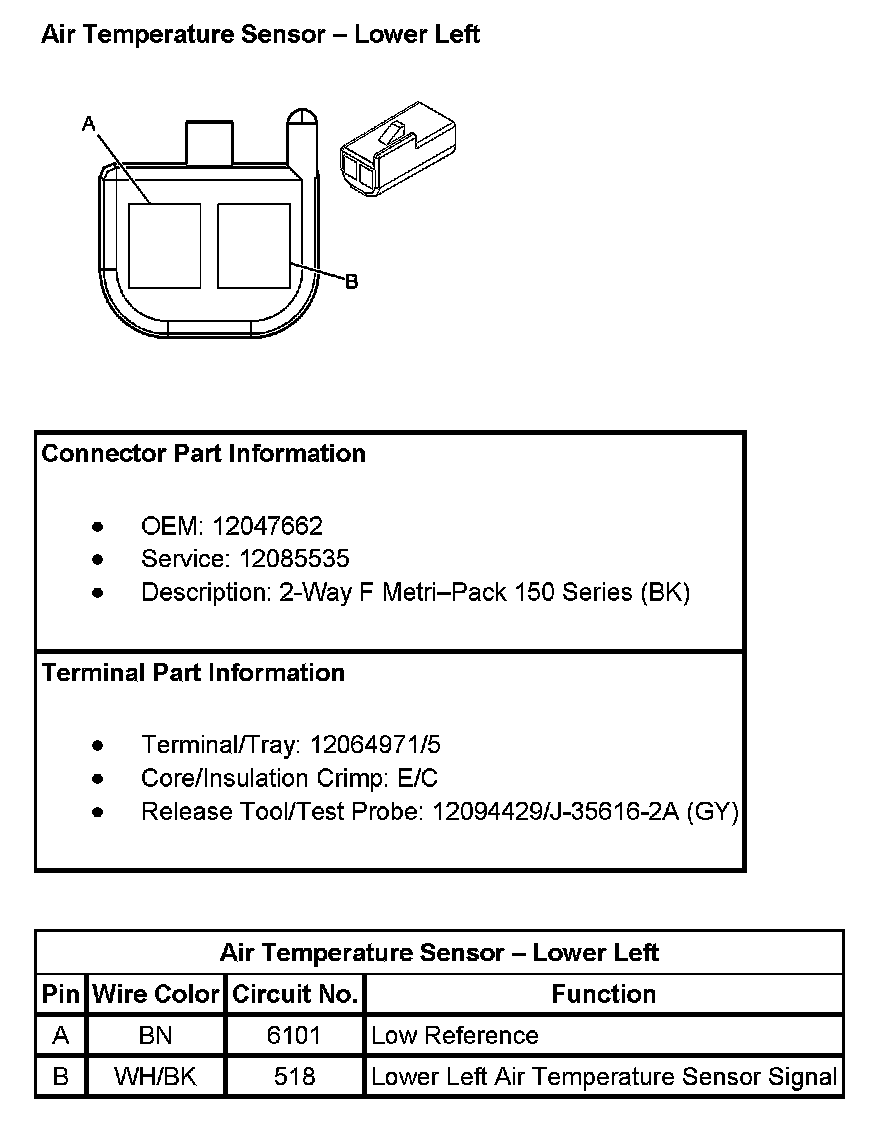 Air Temperature Sensor – Lower Left
A
B
Connector Part Information
● OEM: 12047662
● Service: 12085535
● Description: 2-Way F Metri–Pack 150 Series (BK)
Terminal Part Information
● Terminal/Tray: 12064971/5
● Core/Insulation Crimp: E/C
● Release Tool/Test Probe: 12094429/J-35616-2A (GY)
Air Temperature Sensor – Lower Left
Pin Wire Color Circuit No. Function
A BN 6101 Low Reference
B WH/BK 518 Lower Left Air Temperature Sensor Signal